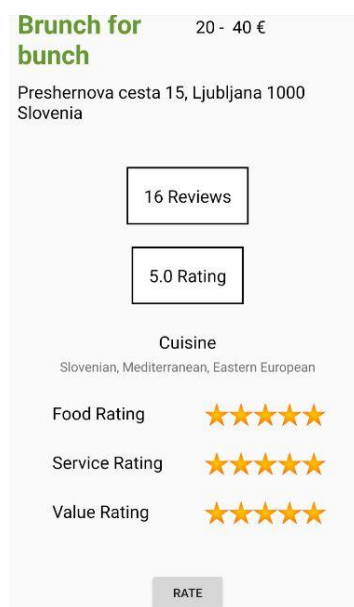 Brunch for bunch
20 - 40 €
Preshernova cesta 15, Ljubljana 1000
Slovenia
16 Reviews
5.0 Rating
Cuisine
Slovenian, Mediterranean, Eastern European
Food Rating
Service Rating
Value Rating
RATE